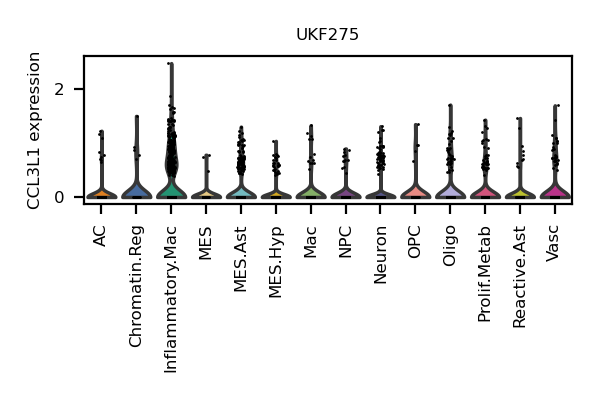 UKF275
CCL3L1 expression
2
0
AC
Chromatin.Reg
Inflammatory.Mac
MES
MES.Ast
MES.Hyp
Mac
NPC
Neuron
OPC
Oligo
Prolif.Metab
Reactive.Ast
Vasc